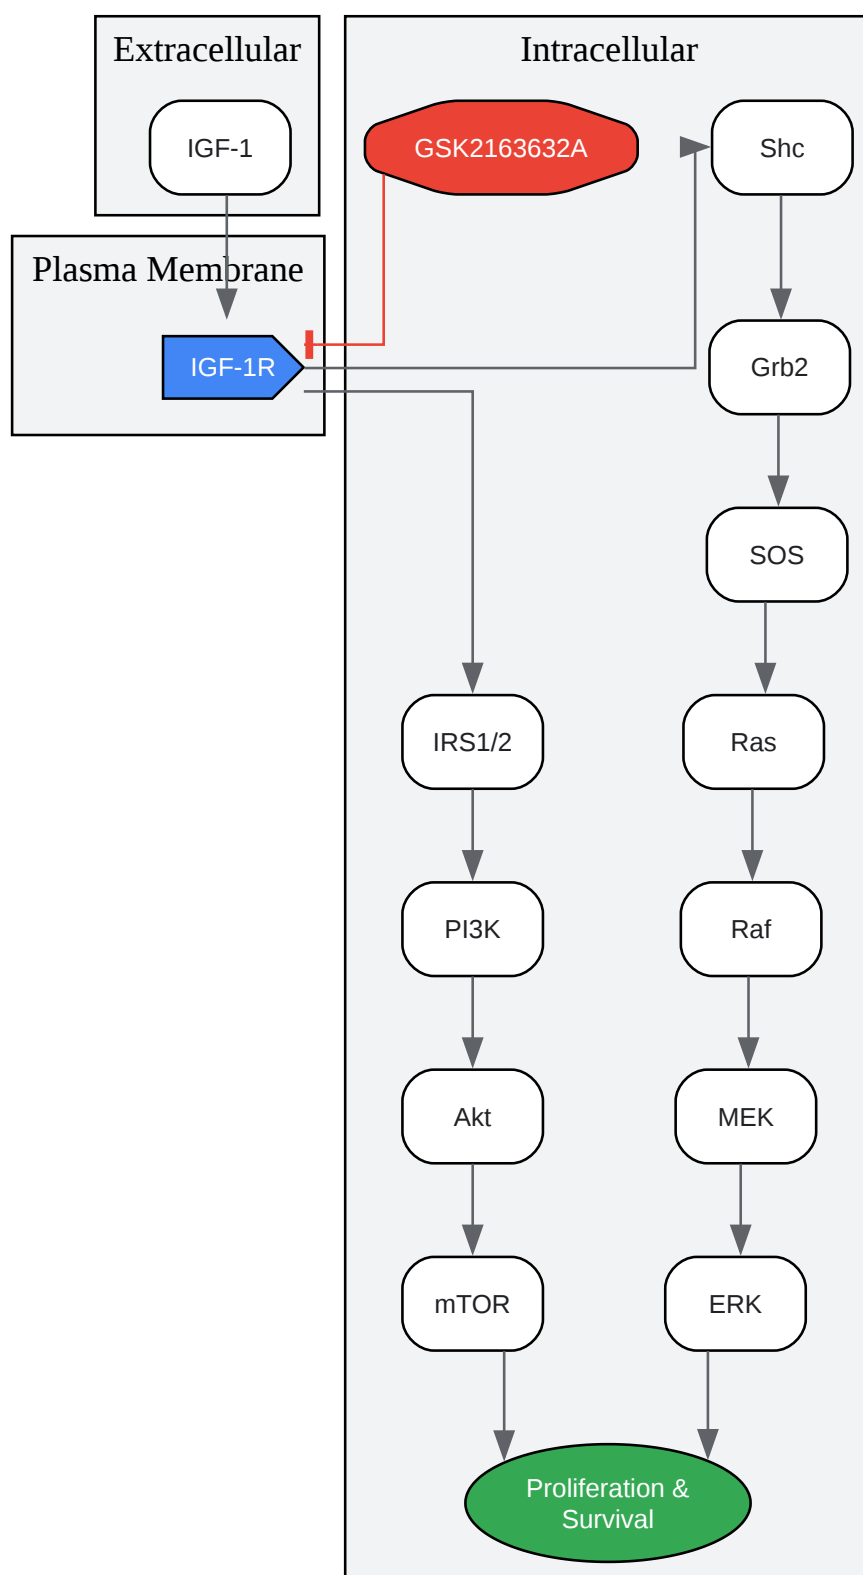 Extracellular
Intracellular
IGF-1
GSK2163632A
Shc
Plasma Membrane
IGF-1R
Grb2
SOS
IRS1/2
Ras
PI3K
Raf
Akt
MEK
mTOR
ERK
Proliferation &
Survival